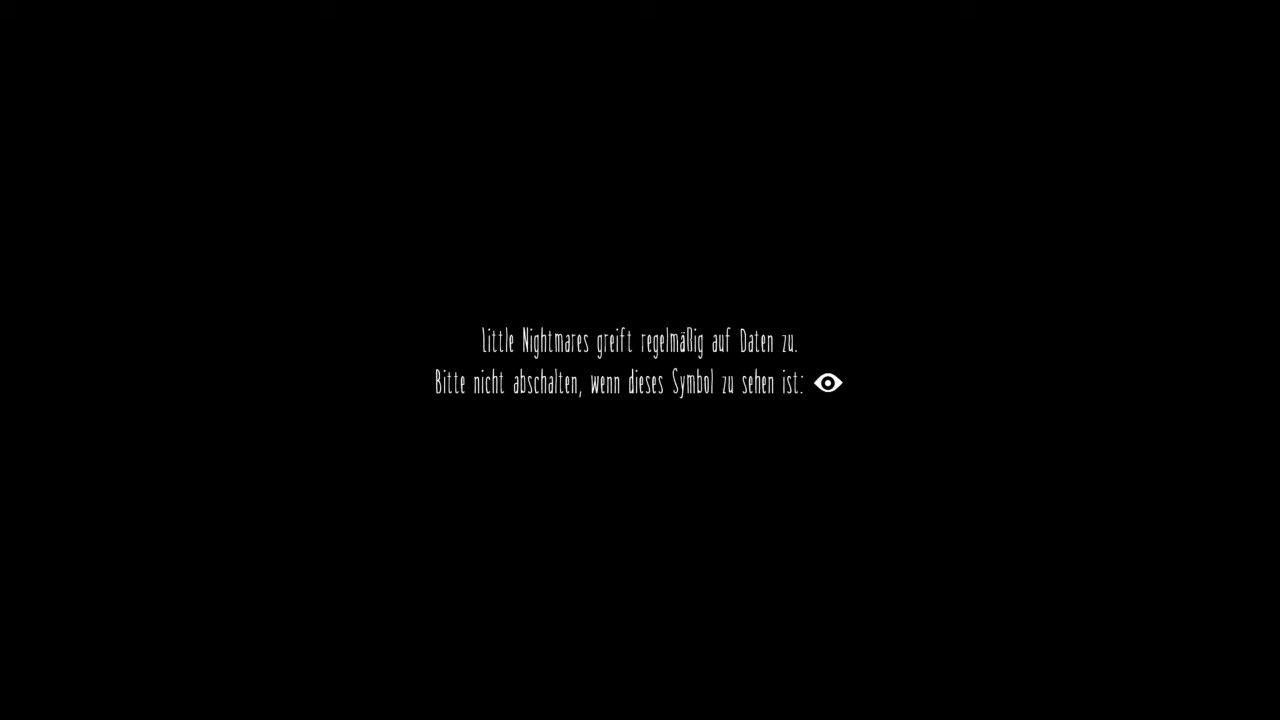 Little Nightmares greift regelmäßig auf Daten zu.
Bitte nicht abschalten, wenn dieses Symbol zu sehen ist: